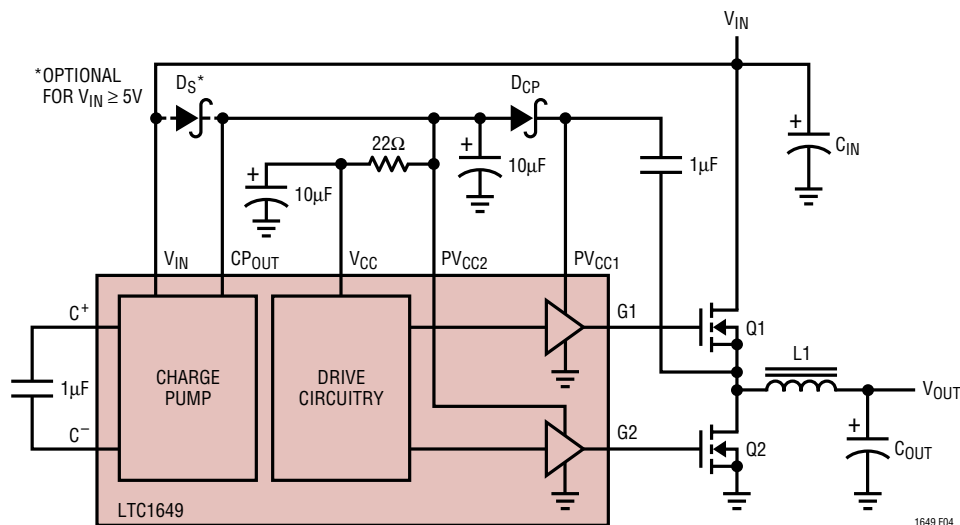 V_IN
*OPTIONAL
FOR V_IN ≥ 5V
D_S*
D_CP
C_IN
22Ω
10µF
10µF
1µF
V_IN
CP_OUT
V_CC
PV_CC2
PV_CC1
C+
C−
1µF
CHARGE
PUMP
DRIVE
CIRCUITRY
G1
G2
Q1
Q2
L1
V_OUT
C_OUT
LTC1649
1649 F04